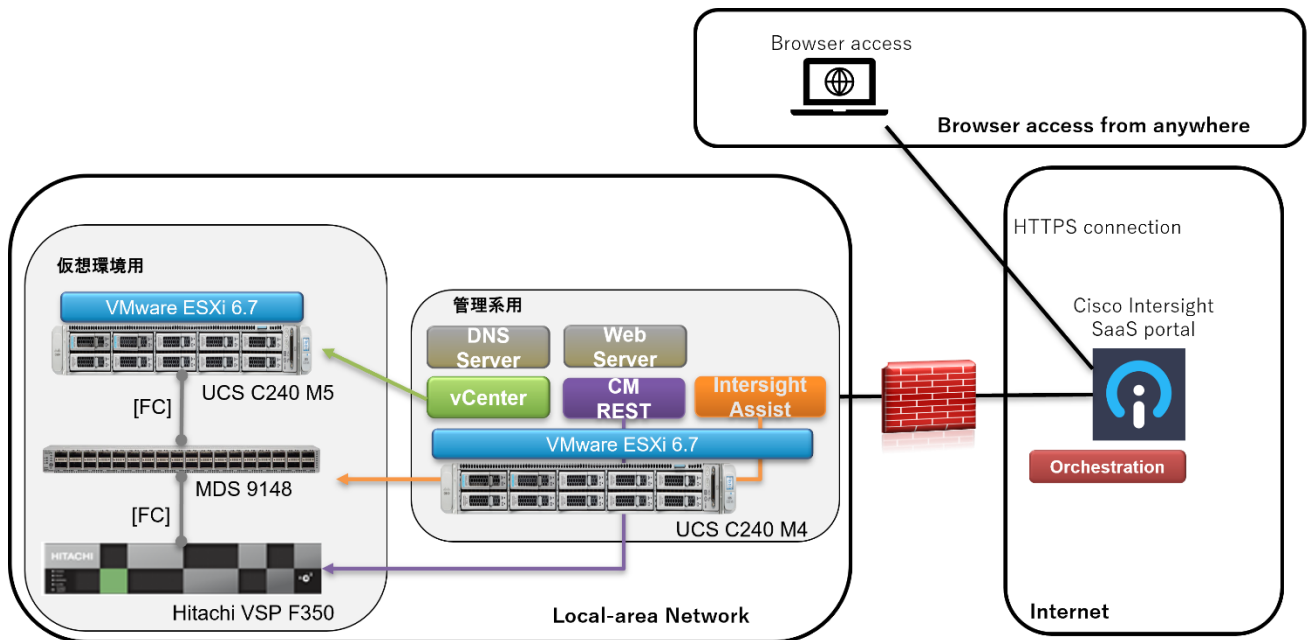 Browser access
Browser access from anywhere
HTTPS connection
Cisco Intersight
SaaS portal
Orchestration
Internet
仮想環境用
VMware ESXi 6.7
UCS C240 M5
[FC]
MDS 9148
[FC]
HITACHI
Hitachi VSP F350
管理系用
DNS
Server
Web
Server
vCenter
CM
REST
Intersight
Assist
VMware ESXi 6.7
UCS C240 M4
Local-area Network